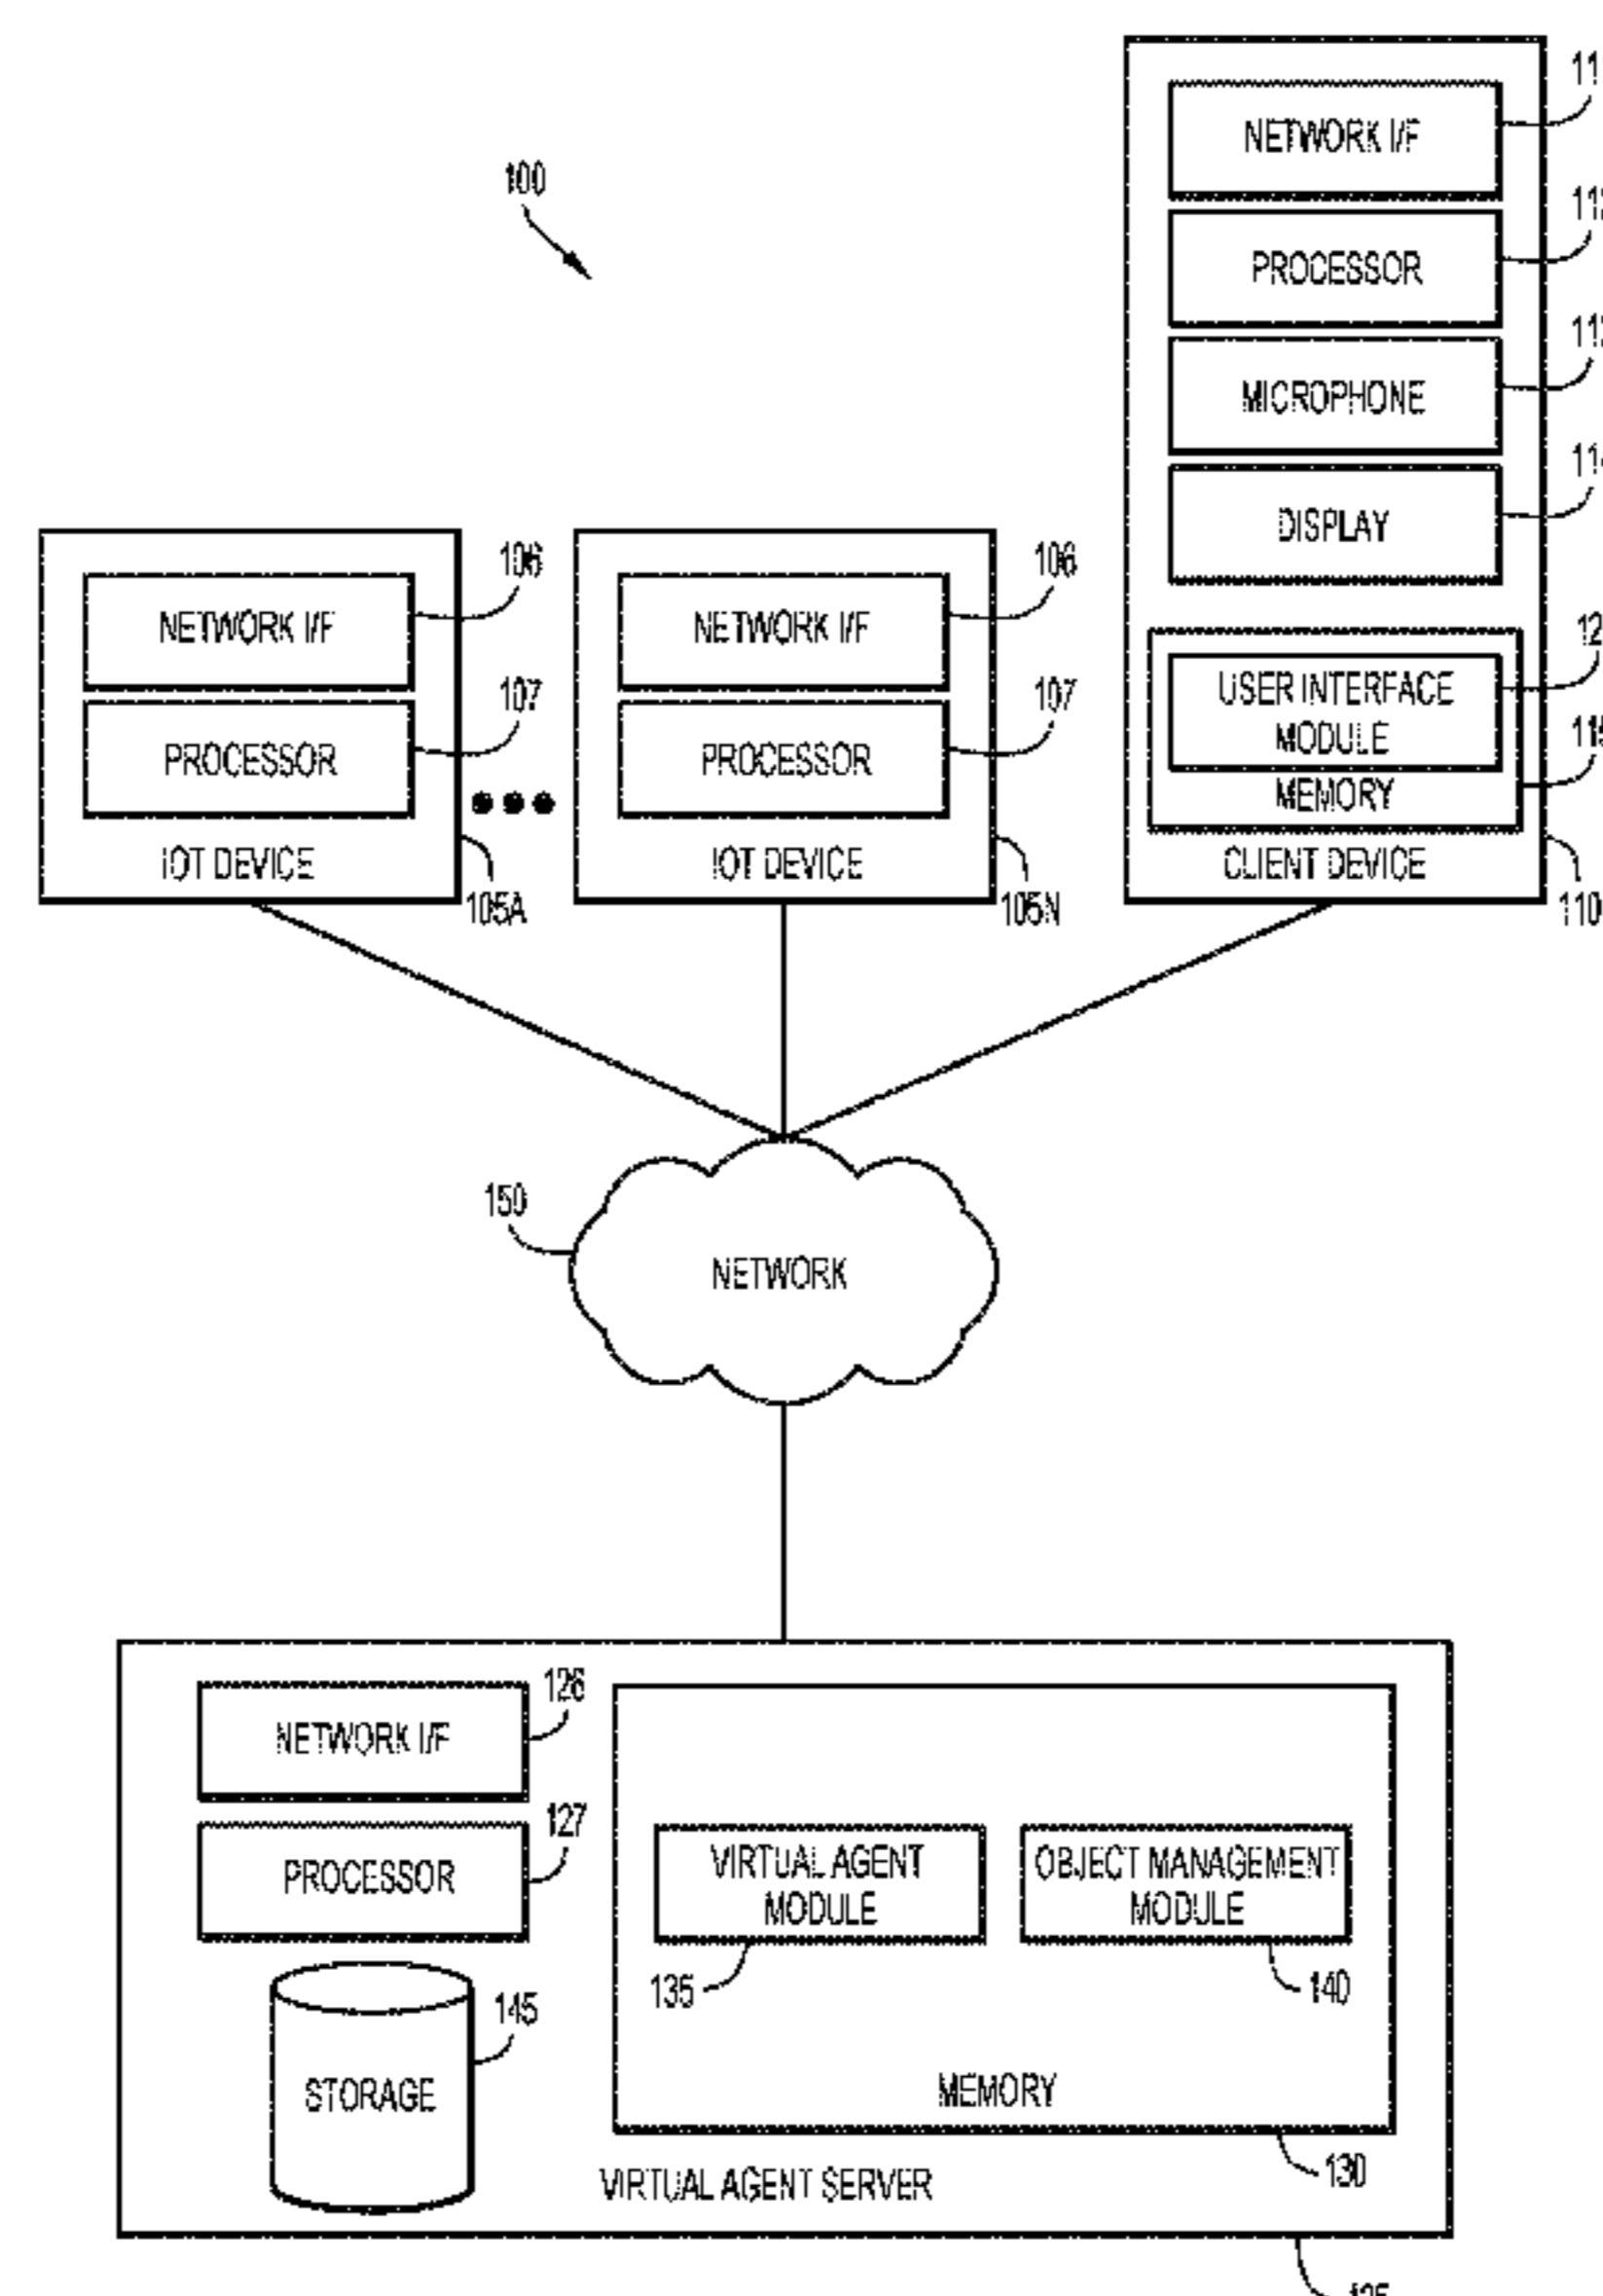 100
NETWORK I/F
PROCESSOR
MICROPHONE
DISPLAY
USER INTERFACE
MODULE
MEMORY
CLIENT DEVICE
110
NETWORK I/F
106
PROCESSOR
107
IOT DEVICE
105A
NETWORK I/F
106
PROCESSOR
107
IOT DEVICE
105N
150
NETWORK
NETWORK I/F
126
PROCESSOR
127
STORAGE
145
VIRTUAL AGENT
MODULE
135
OBJECT MANAGEMENT
MODULE
140
MEMORY
130
VIRTUAL AGENT SERVER